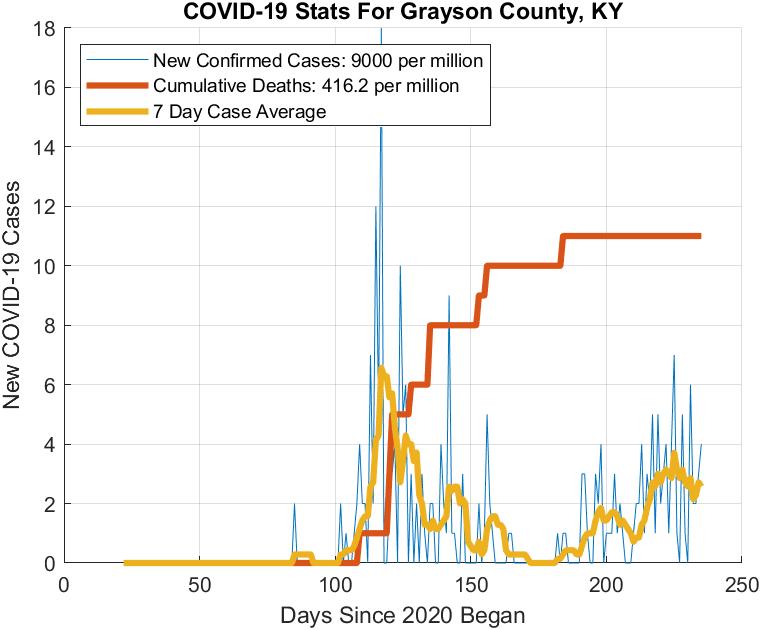 COVID-19 Stats For Grayson County, KY
New Confirmed Cases: 9000 per million
Cumulative Deaths: 416.2 per million
7 Day Case Average
New COVID-19 Cases
18
16
14
12
10
8
6
4
2
0
0 50 100 150 200 250
Days Since 2020 Began